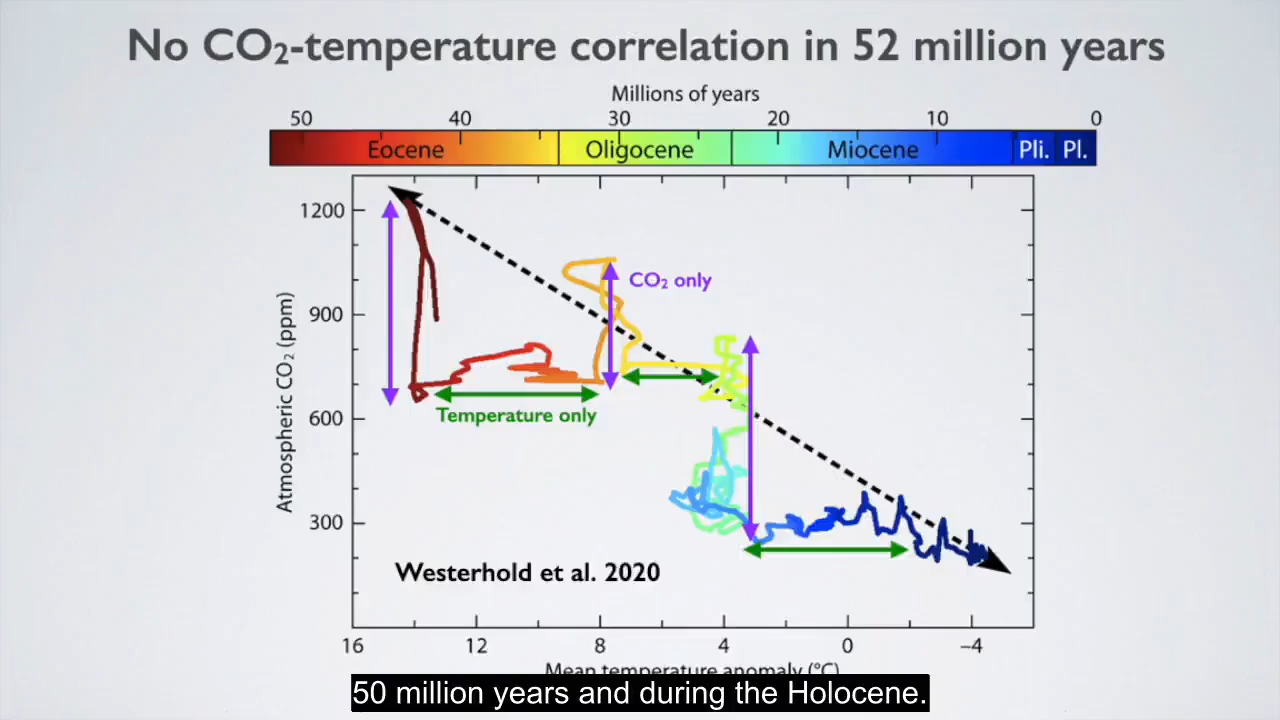 No CO₂-temperature correlation in 52 million years
Millions of years
50 40 30 20 10 0
Eocene Oligocene Miocene Pli. Pl.
1200
900
600
300
Atmospheric CO₂ (ppm)
CO₂ only
Temperature only
Westerhold et al. 2020
16 12 8 4 0 −4
Mean temperature anomaly (°C)
50 million years and during the Holocene.